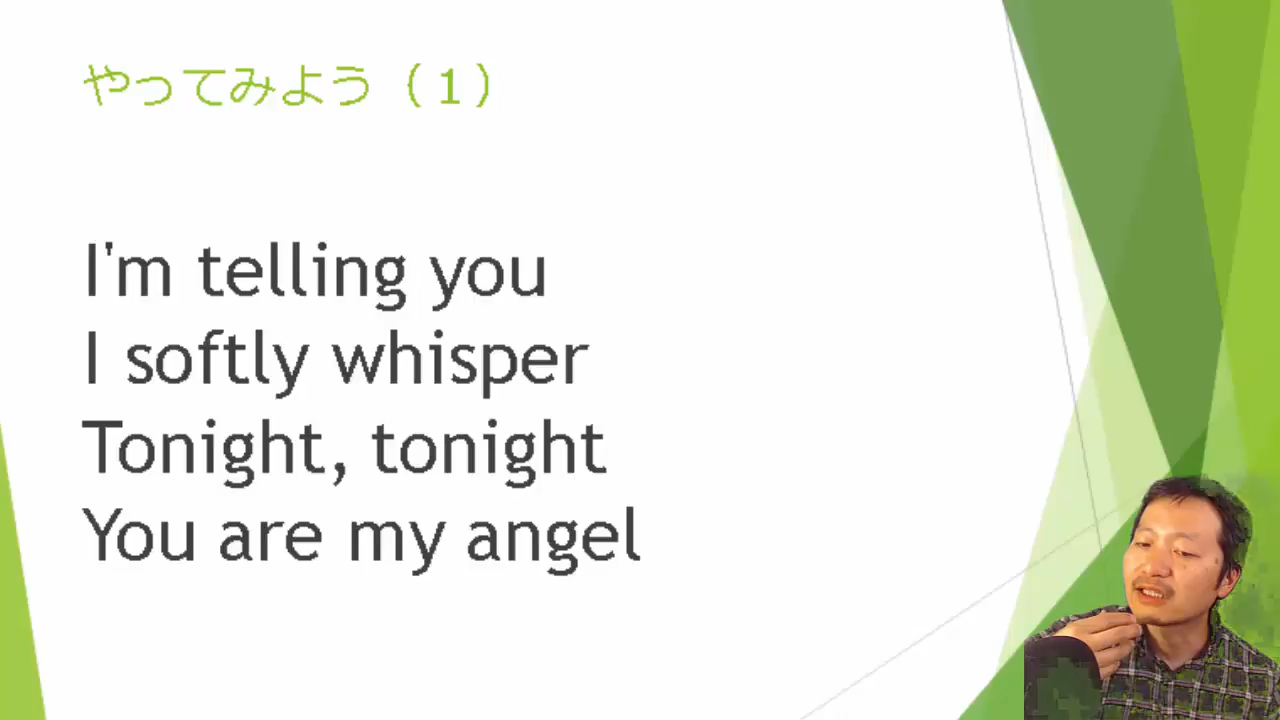 やってみよう（１）
I'm telling you
I softly whisper
Tonight, tonight
You are my angel